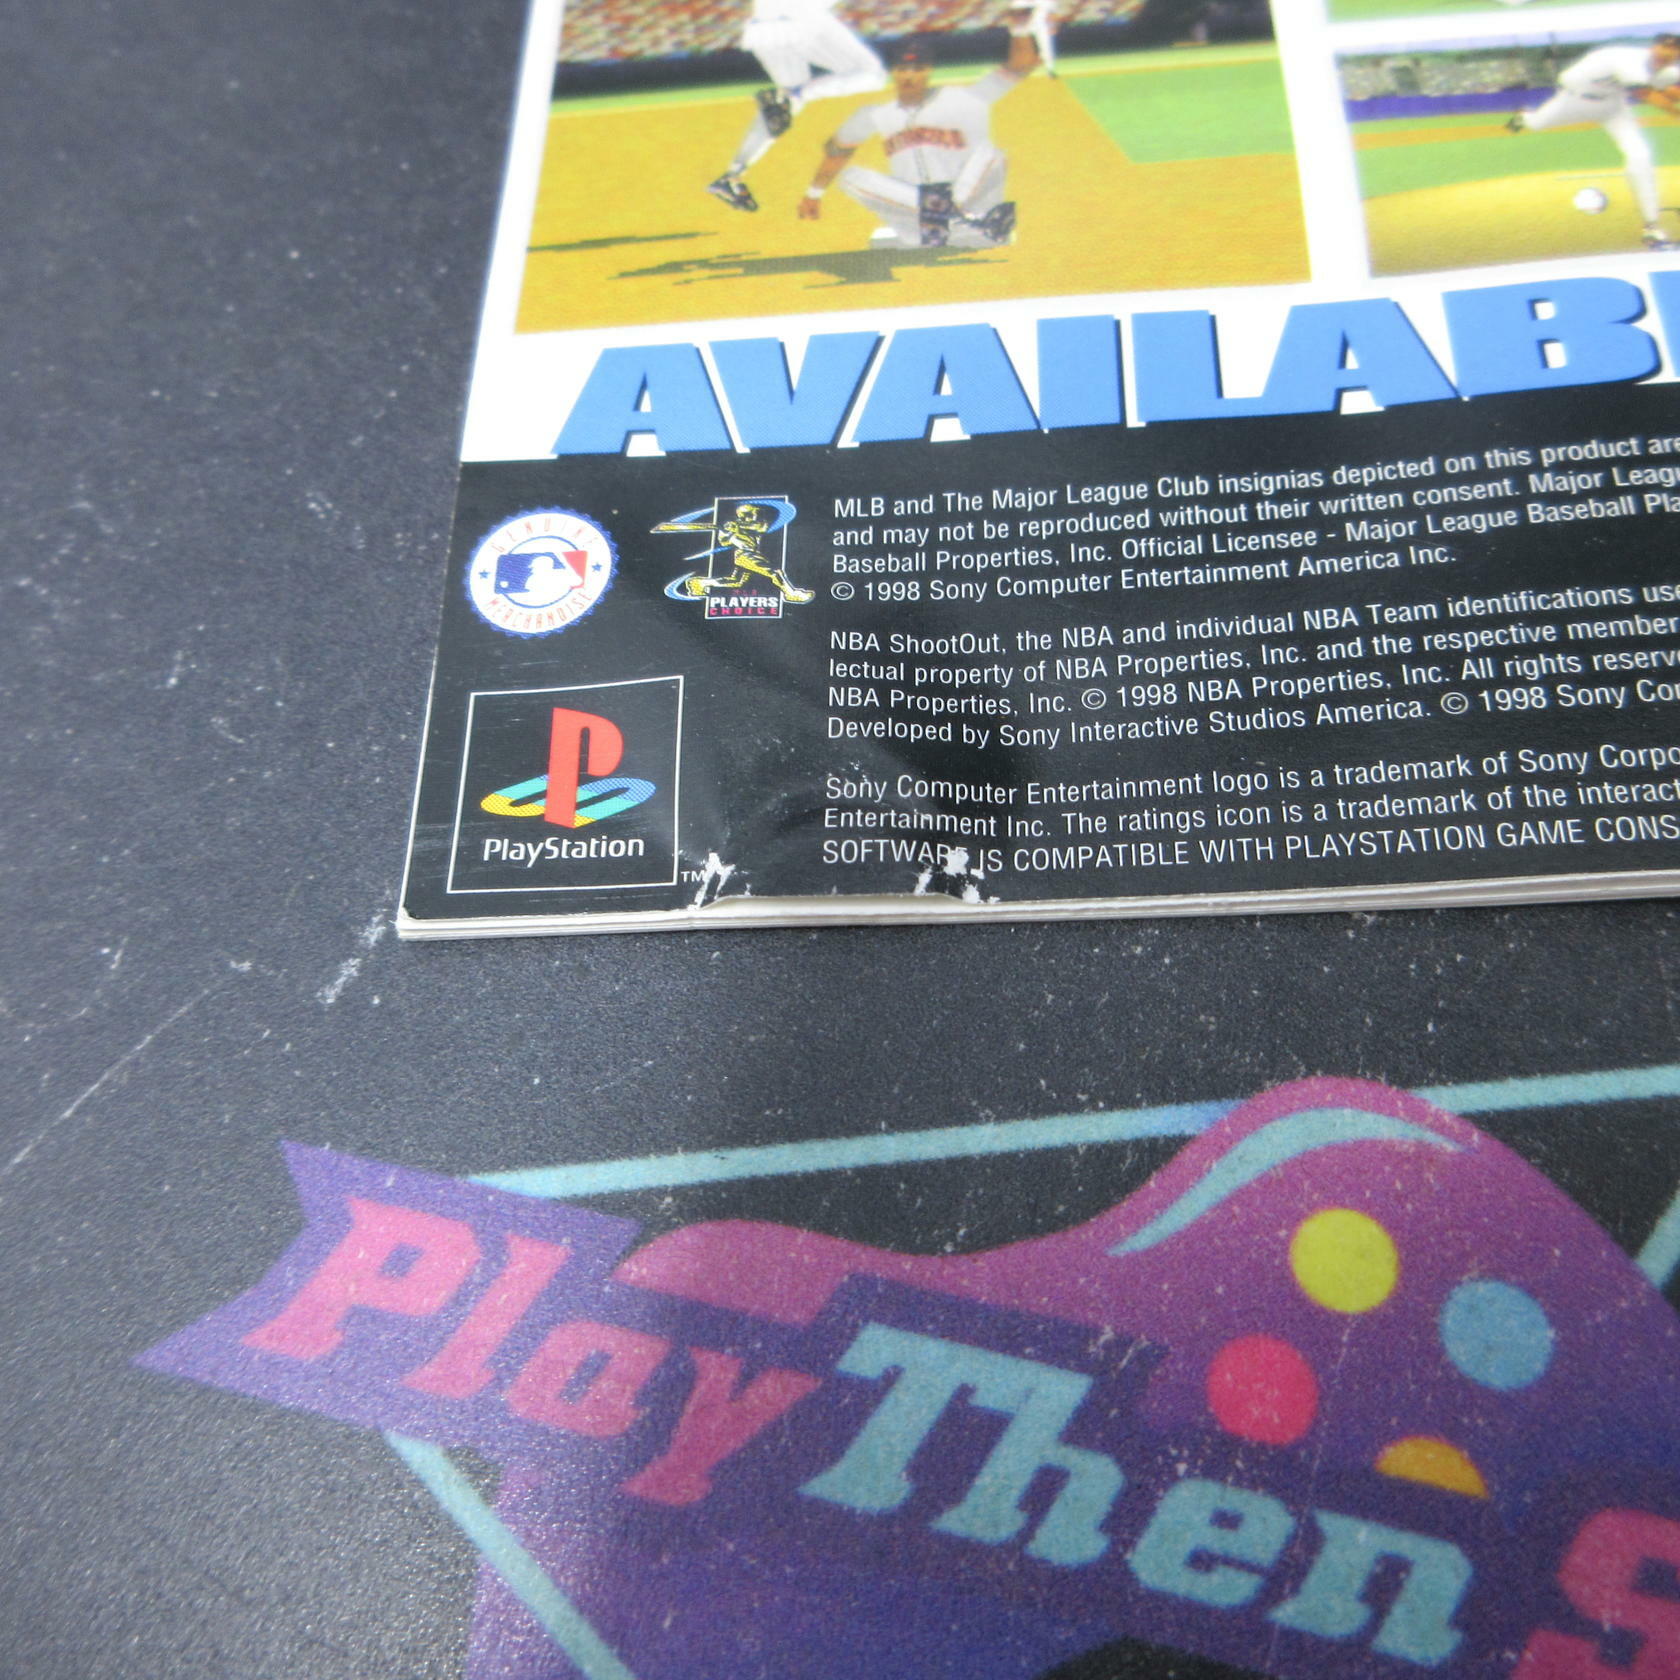 AVAILAB
GENUINE
MERCHANDISE
MLB
PLAYERS
CHOICE
MLB and The Major League Club insignias depicted on this product are
and may not be reproduced without their written consent. Major Leag
Baseball Properties, Inc. Official Licensee - Major League Baseball Pla
© 1998 Sony Computer Entertainment America Inc.
NBA ShootOut, the NBA and individual NBA Team identifications use
lectual property of NBA Properties, Inc. and the respective member
NBA Properties, Inc. © 1998 NBA Properties, Inc. All rights reserve
Developed by Sony Interactive Studios America. © 1998 Sony Co
Sony Computer Entertainment logo is a trademark of Sony Corpo
Entertainment Inc. The ratings icon is a trademark of the interact
SOFTWARE IS COMPATIBLE WITH PLAYSTATION GAME CONS
PlayStation
TM
Play Then S